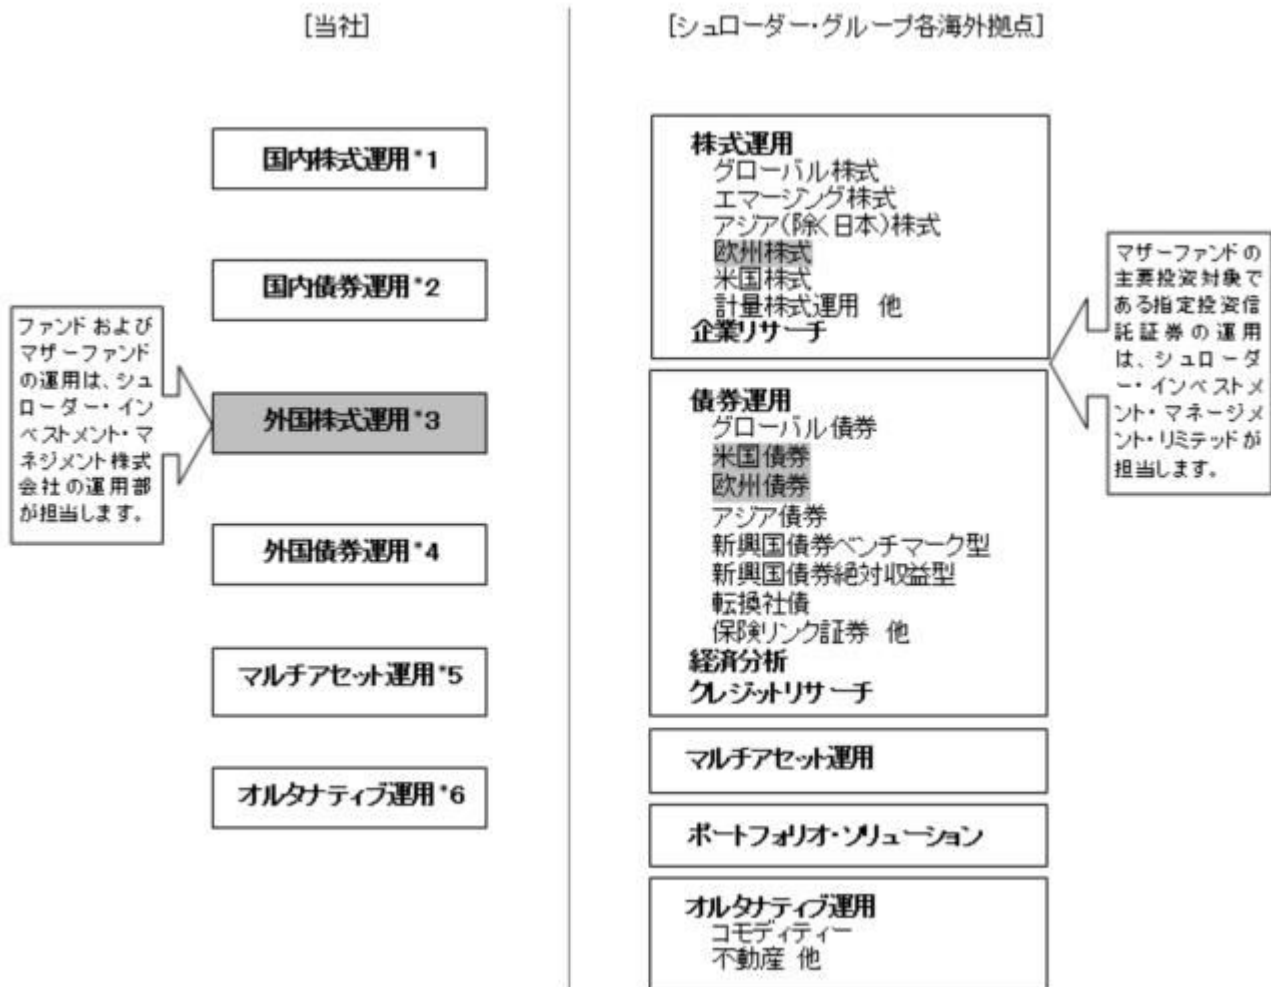 [当社]
[シュローダー・グループ各海外拠点]
国内株式運用*1
国内債券運用*2
ファンドおよび
マザーファンド
の運用は、シュ
ローダー・イン
ベストメント・マ
ネジメント株式
会社の運用部
が担当します。
外国株式運用*3
外国債券運用*4
マルチアセット運用*5
オルタナティブ運用*6
株式運用
グローバル株式
エマージング株式
アジア(除く日本)株式
欧州株式
米国株式
計量株式運用 他
企業リサーチ
マザーファンドの
主要投資対象で
ある指定投資信
託証券の運用
は、シュローダ
ー・インベストメ
ント・マネージメ
ント・リミテッドが
担当します。
債券運用
グローバル債券
米国債券
欧州債券
アジア債券
新興国債券ベンチマーク型
新興国債券絶対収益型
転換社債
保険リンク証券 他
経済分析
クレジットリサーチ
マルチアセット運用
ポートフォリオ・ソリューション
オルタナティブ運用
コモディティー
不動産 他